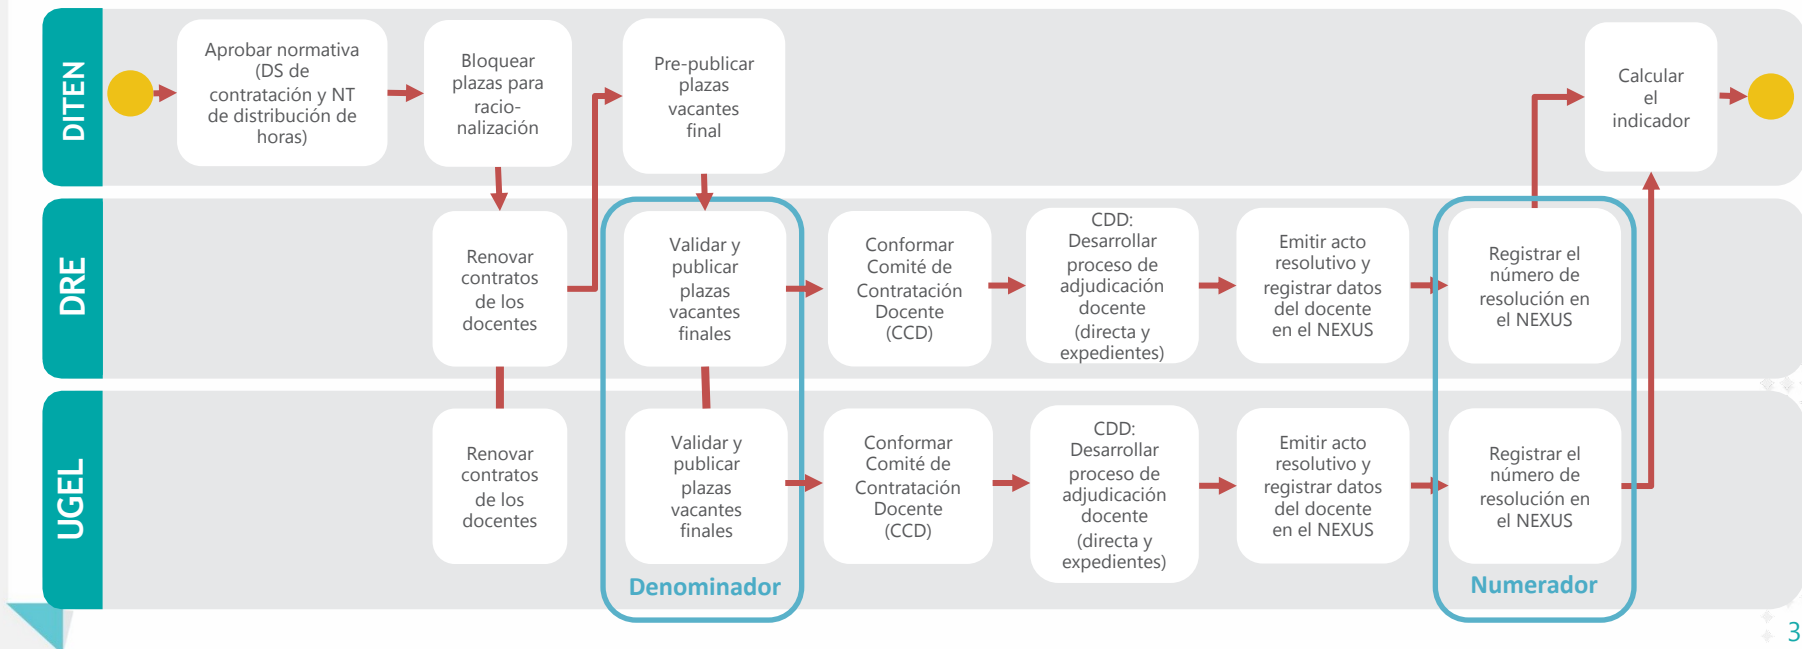 DITEN
Aprobar normativa
(DS de
contratación y NT
de distribución de
horas)
Bloquear
plazas para
racio-
nalización
Pre-publicar
plazas
vacantes
final
Calcular
el
indicador
DRE
Renovar
contratos
de los
docentes
Validar y
publicar
plazas
vacantes
finales
Conformar
Comité de
Contratación
Docente
(CCD)
CDD:
Desarrollar
proceso de
adjudicación
docente
(directa y
expedientes)
Emitir acto
resolutivo y
registrar datos
del docente
en el NEXUS
Registrar el
número de
resolución en
el NEXUS
UGEL
Renovar
contratos
de los
docentes
Validar y
publicar
plazas
vacantes
finales
Conformar
Comité de
Contratación
Docente
(CCD)
CDD:
Desarrollar
proceso de
adjudicación
docente
(directa y
expedientes)
Emitir acto
resolutivo y
registrar datos
del docente
en el NEXUS
Registrar el
número de
resolución en
el NEXUS
Denominador
Numerador
3